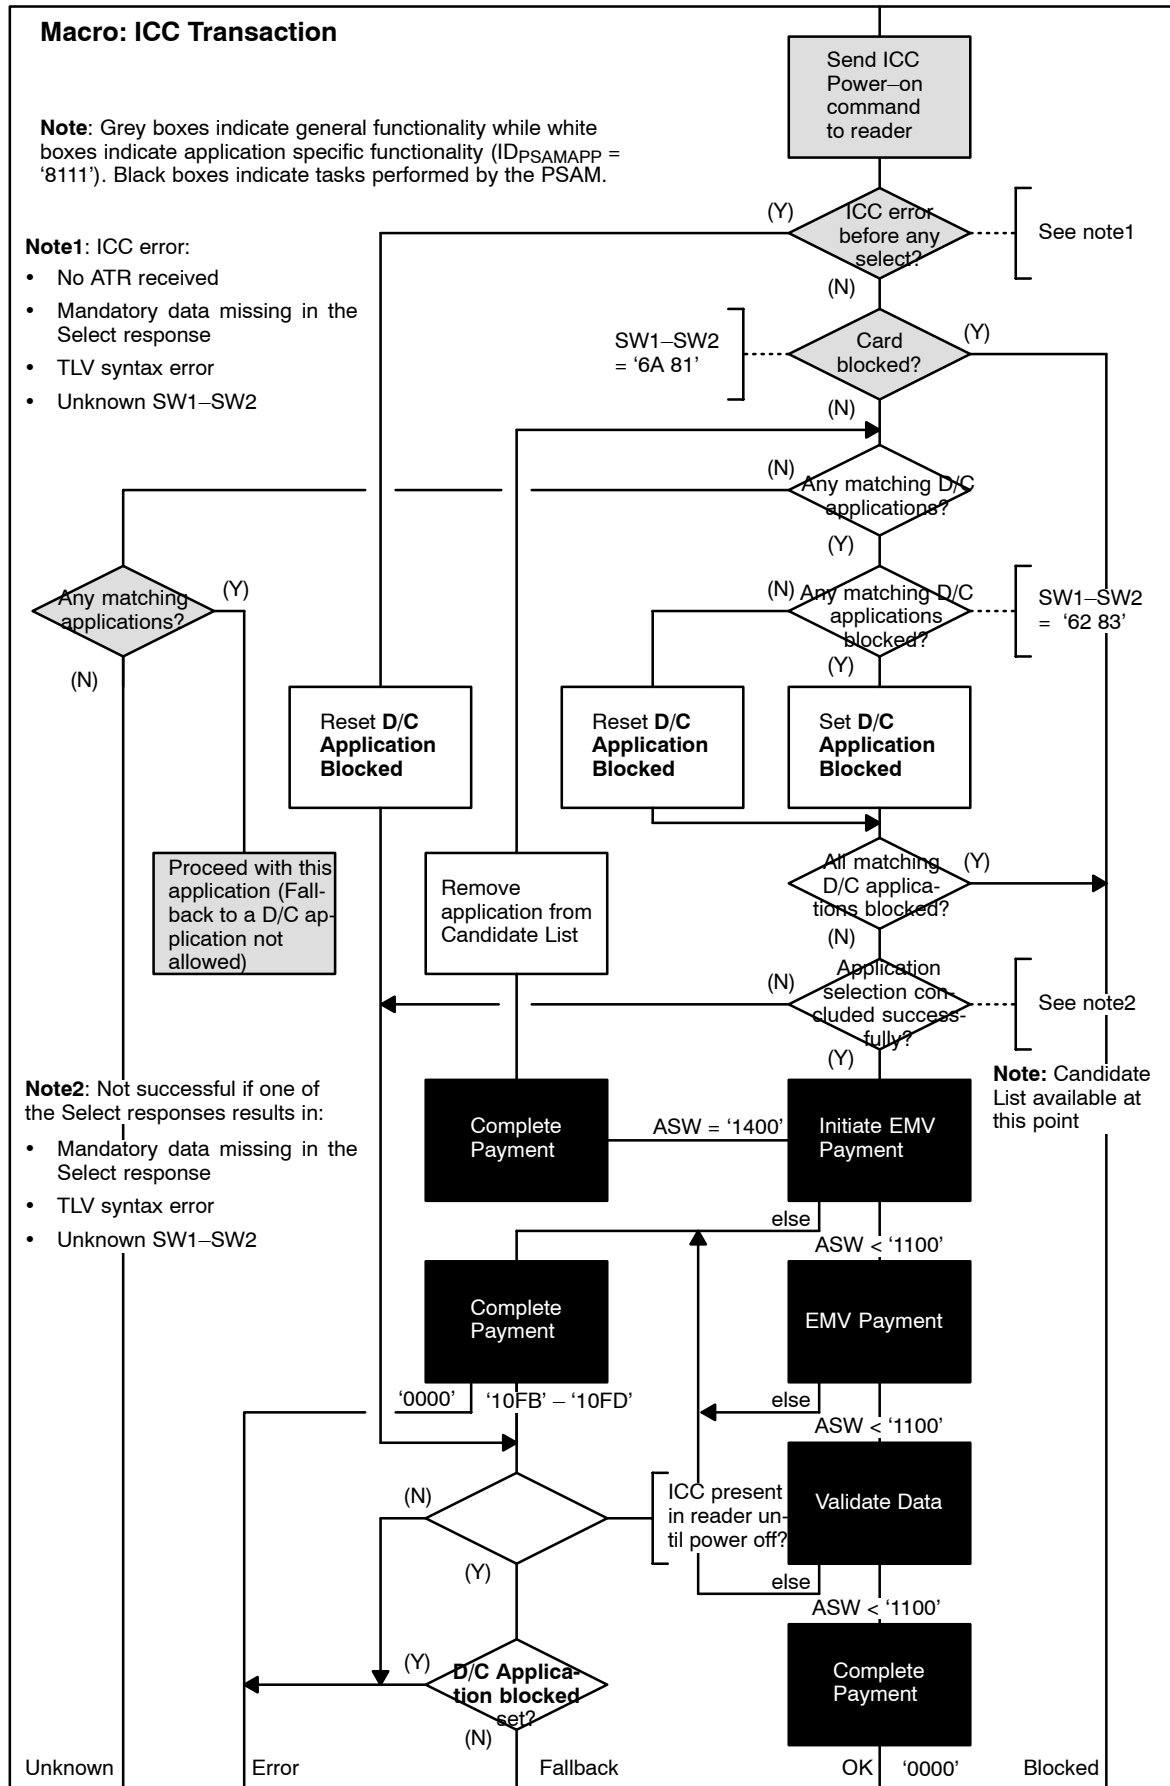 Macro: ICC Transaction
Send ICC
Power–on
command
to reader
Note: Grey boxes indicate general functionality while white
boxes indicate application specific functionality (IDPSAMAPP =
‘8111’). Black boxes indicate tasks performed by the PSAM.
(Y)
ICC error
before any
select?
See note1
(N)
Note1: ICC error:
• No ATR received
• Mandatory data missing in the
Select response
• TLV syntax error
• Unknown SW1–SW2
SW1–SW2
= ‘6A 81’
Card
blocked?
(Y)
(N)
(N)
Any matching D/C
applications?
(Y)
Any matching
applications?
(Y)
(N)
(N)
Any matching D/C
applications
blocked?
SW1–SW2
= ‘62 83’
(Y)
Reset D/C
Application
Blocked
Reset D/C
Application
Blocked
Set D/C
Application
Blocked
Proceed with this
application (Fall-
back to a D/C ap-
plication not
allowed)
Remove
application from
Candidate List
All matching
D/C applica-
tions blocked?
(Y)
(N)
(N)
Application
selection con-
cluded success-
fully?
See note2
(Y)
Note: Candidate
List available at
this point
Note2: Not successful if one of
the Select responses results in:
• Mandatory data missing in the
Select response
• TLV syntax error
• Unknown SW1–SW2
Complete
Payment
ASW = ‘1400’
Initiate EMV
Payment
else
ASW < ‘1100’
Complete
Payment
EMV Payment
‘0000’
‘10FB’ – ‘10FD’
else
ASW < ‘1100’
(N)
ICC present
in reader un-
til power off?
Validate Data
(Y)
else
ASW < ‘1100’
(Y)
D/C Applica-
tion blocked
set?
(N)
Complete
Payment
Unknown
Error
Fallback
OK
‘0000’
Blocked